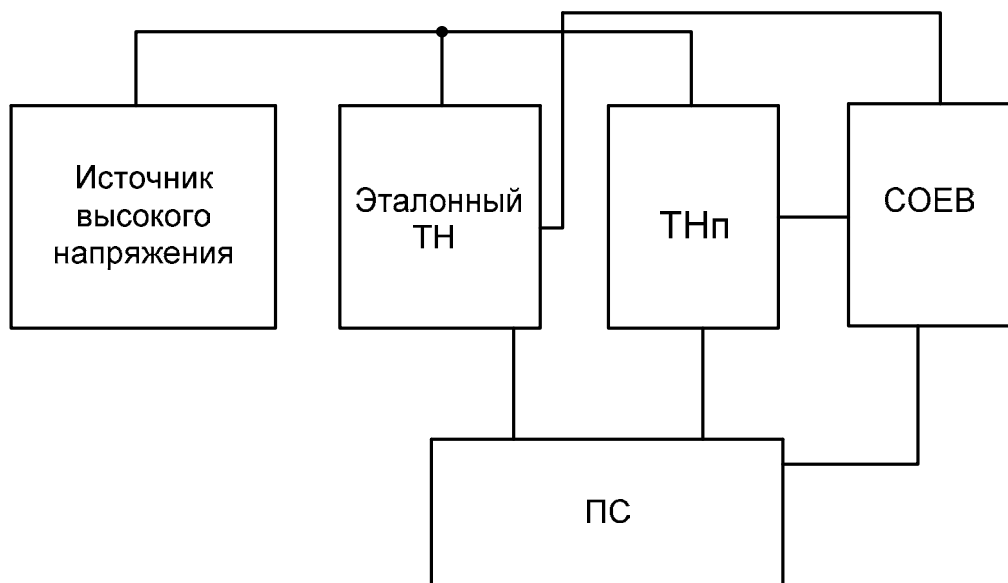 Источник
высокого
напряжения
Эталонный
ТН
ТНп
СОЕВ
ПС